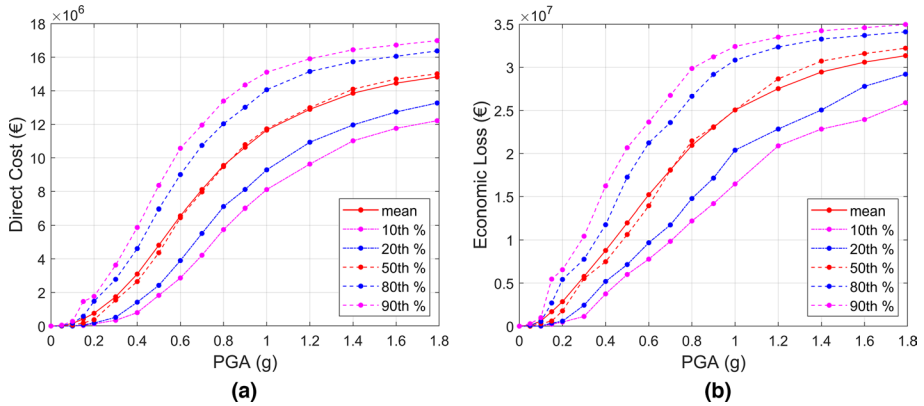 ×10⁶
18
16
14
12
10
8
6
4
2
0
Direct Cost (€)
mean
10th %
20th %
50th %
80th %
90th %
0 0.2 0.4 0.6 0.8 1 1.2 1.4 1.6 1.8
PGA (g)
(a)
×10⁷
3.5
3
2.5
2
1.5
1
0.5
0
Economic Loss (€)
mean
10th %
20th %
50th %
80th %
90th %
0 0.2 0.4 0.6 0.8 1 1.2 1.4 1.6 1.8
PGA (g)
(b)